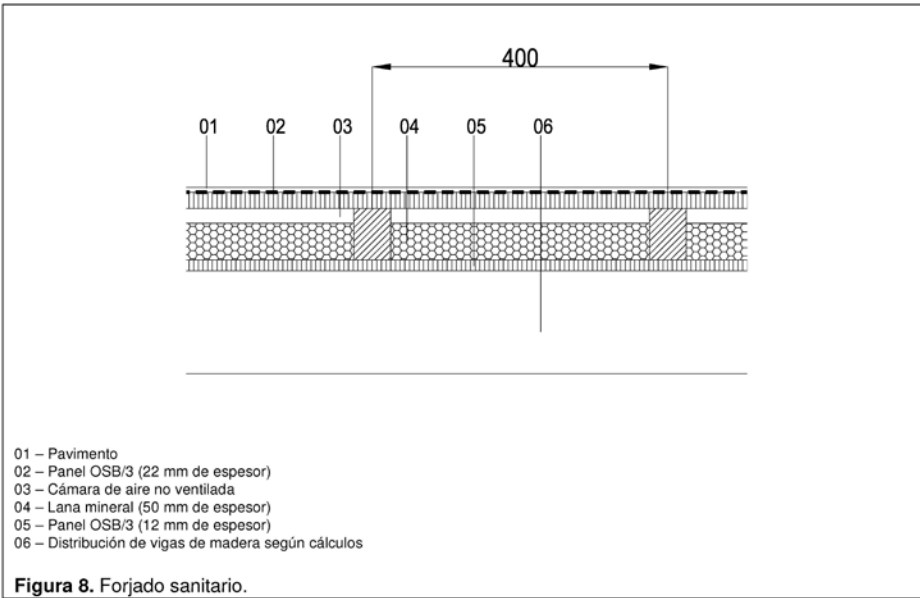 400
01 02 03 04 05 06
01 – Pavimento
02 – Panel OSB/3 (22 mm de espesor)
03 – Cámara de aire no ventilada
04 – Lana mineral (50 mm de espesor)
05 – Panel OSB/3 (12 mm de espesor)
06 – Distribución de vigas de madera según cálculos
Figura 8. Forjado sanitario.